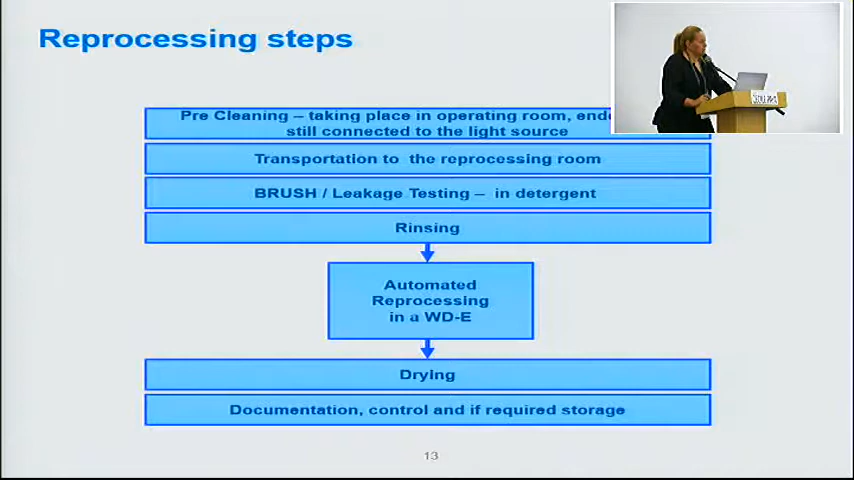 Reprocessing steps
Pre Cleaning – taking place in operating room,
still connected to the light source
Transportation to the reprocessing room
BRUSH / Leakage Testing – in detergent
Rinsing
Automated
Reprocessing
in a WD-E
Drying
Documentation, control and if required storage
13